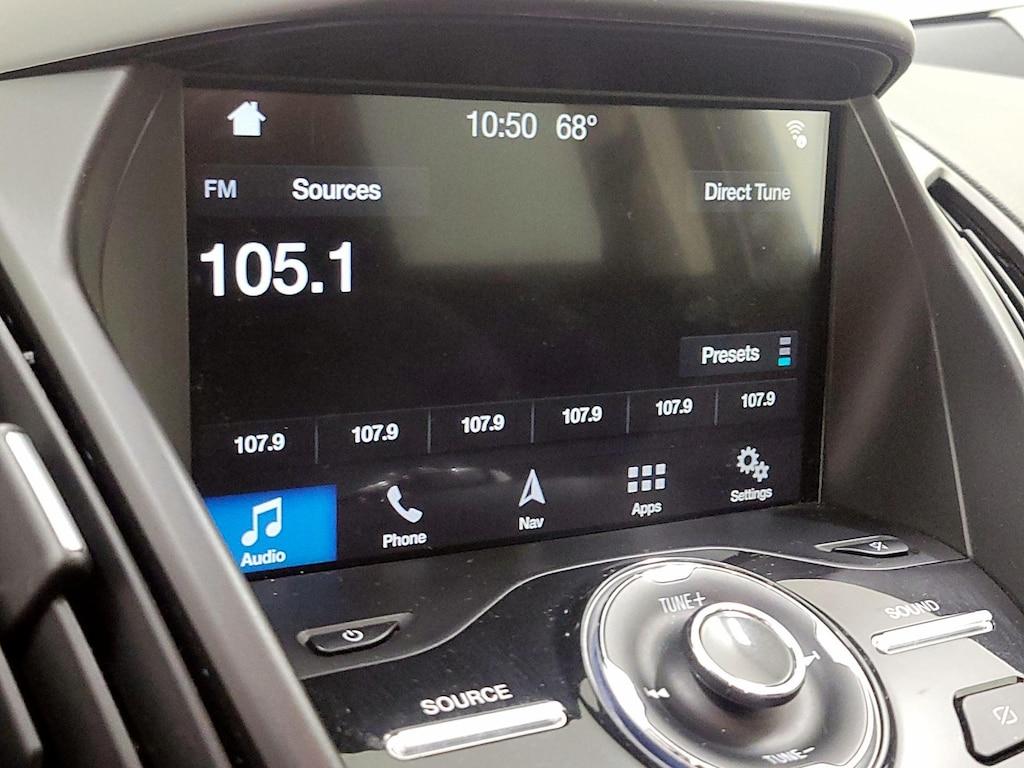 10:50 68º
FM Sources Direct Tune
105.1
Presets
107.9 107.9 107.9 107.9 107.9 107.9
Audio Phone Nav Apps Settings
TUNE+
SOUND
SOURCE
TUNE-